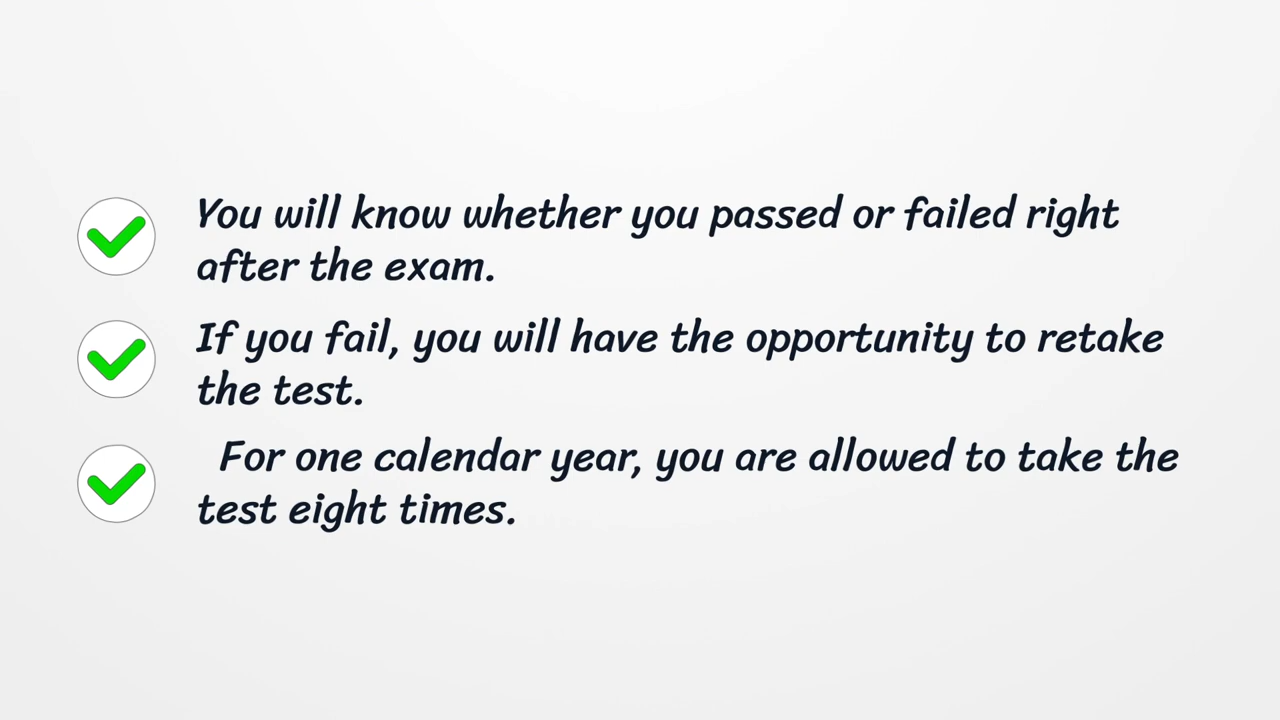 You will know whether you passed or failed right
after the exam.
If you fail, you will have the opportunity to retake
the test.
For one calendar year, you are allowed to take the
test eight times.